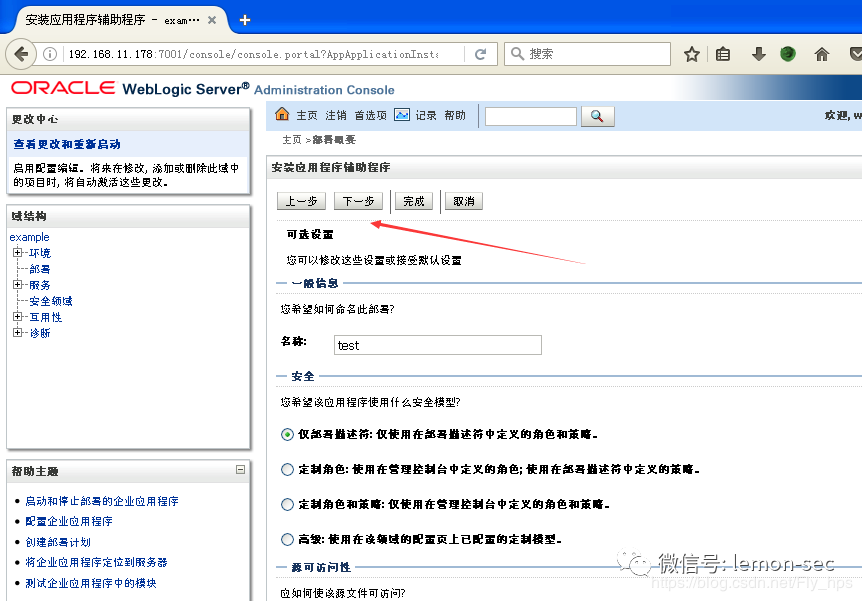 安装应用程序辅助程序 - exam… × +
192.168.11.178:7001/console/console.portal?AppApplicationInsta
搜索
ORACLE WebLogic Server® Administration Console
更改中心
查看更改和重新启动
启用配置编辑。将来在修改, 添加或删除此域中
的项目时, 将自动激活这些更改。
域结构
example
环境
部署
服务
安全领域
互用性
诊断
帮助主题
启动和停止部署的企业应用程序
配置企业应用程序
创建部署计划
将企业应用程序定位到服务器
测试企业应用程序中的模块
主页 注销 首选项 记录 帮助
欢迎, w
主页 >部署概要
安装应用程序辅助程序
上一步 下一步 完成 取消
可选设置
您可以修改这些设置或接受默认设置
一般信息
您希望如何命名此部署?
名称: test
安全
您希望该应用程序使用什么安全模型?
仅部署描述符: 仅使用在部署描述符中定义的角色和策略。
定制角色: 使用在管理控制台中定义的角色; 使用在部署描述符中定义的策略。
定制角色和策略: 仅使用在管理控制台中定义的角色和策略。
高级: 使用在该领域的配置页上已配置的定制模型。
源可访问性
应如何使该源文件可访问?
微信号: lemon-sec
https://blog.csdn.net/Fly_hps